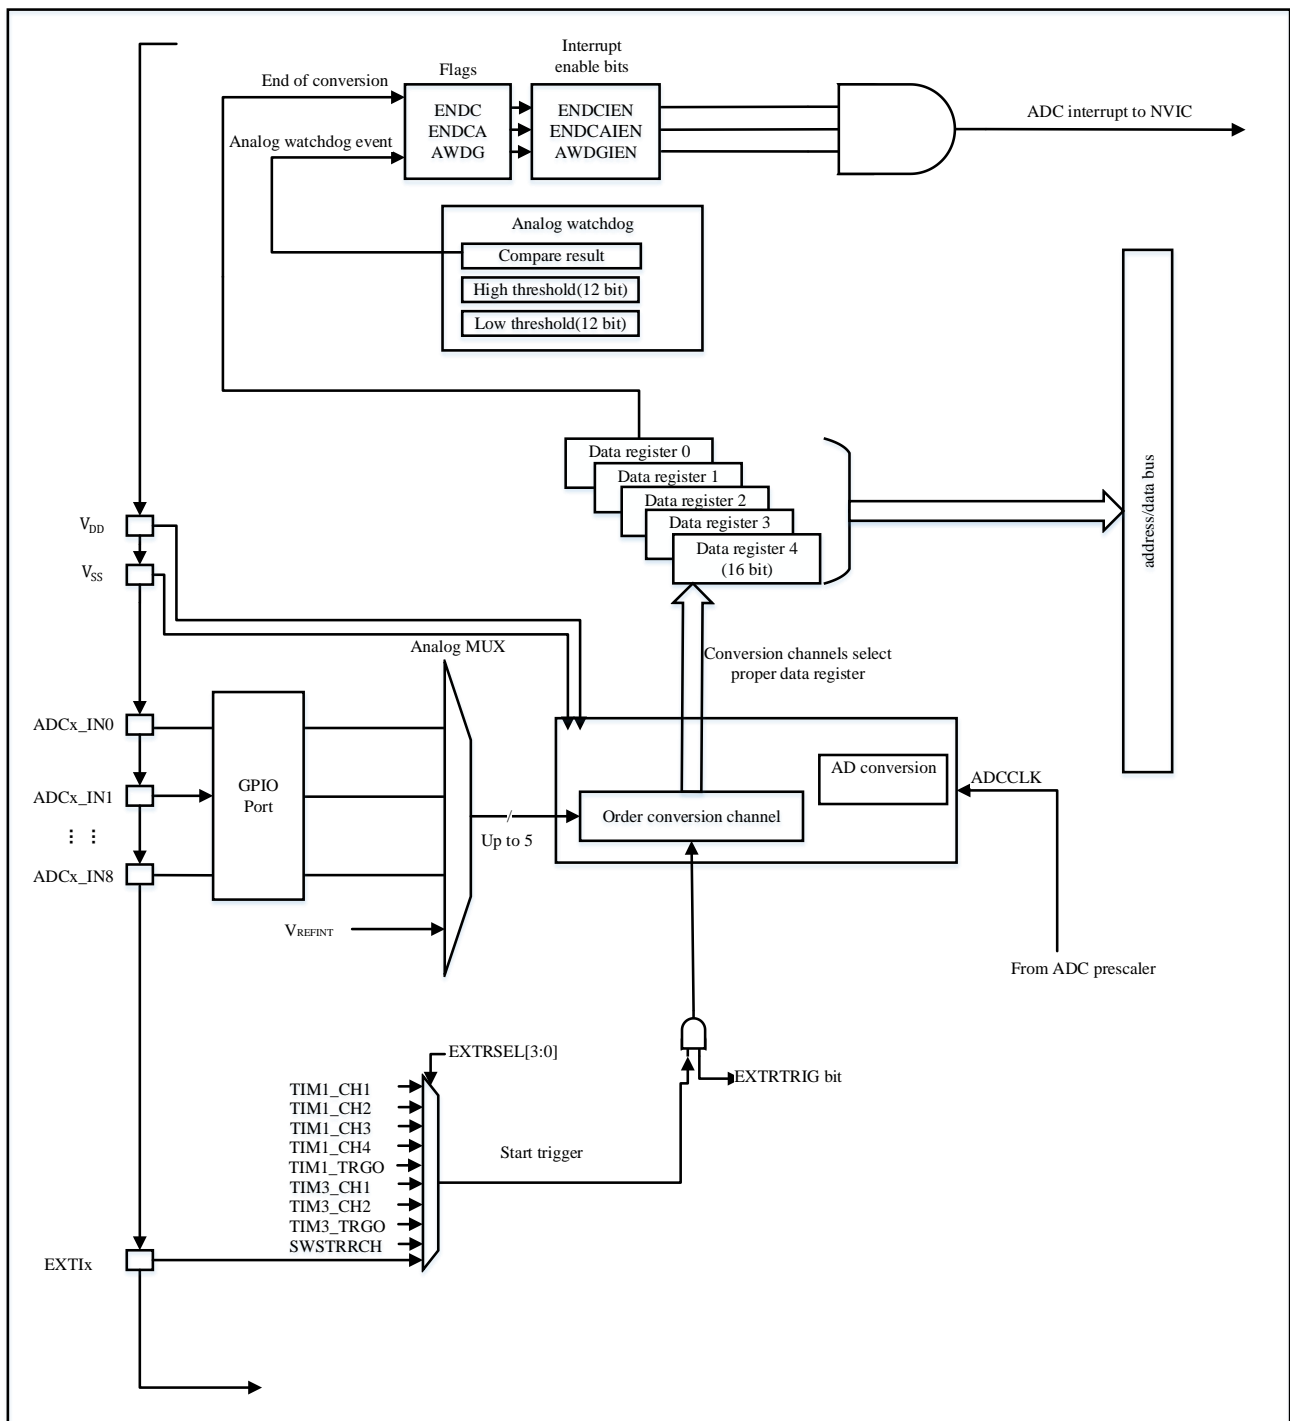 Interrupt
enable bits
Flags
End of conversion
ENDC
ENDCA
AWDG
ENDCIEN
ENDCAIEN
AWDGIEN
ADC interrupt to NVIC
Analog watchdog event
Analog watchdog
Compare result
High threshold(12 bit)
Low threshold(12 bit)
Data register 0
Data register 1
Data register 2
Data register 3
Data register 4
(16 bit)
address/data bus
VDD
VSS
Analog MUX
Conversion channels select
proper data register
ADCx_IN0
ADCx_IN1
⋮ ⋮
ADCx_IN8
GPIO
Port
AD conversion
ADCCLK
Order conversion channel
Up to 5
VREFINT
From ADC prescaler
EXTRSEL[3:0]
EXTRTRIG bit
TIM1_CH1
TIM1_CH2
TIM1_CH3
TIM1_CH4
TIM1_TRGO
TIM3_CH1
TIM3_CH2
TIM3_TRGO
SWSTRRCH
Start trigger
EXTIx